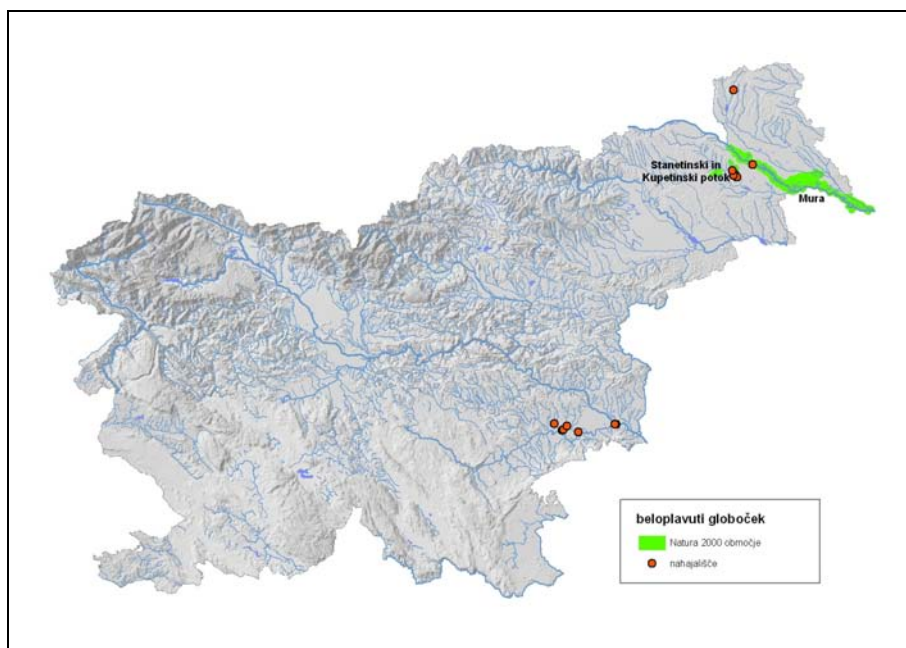 Stanetinski in
Kupetinski potok
Mura
beloplavuti globoček
Natura 2000 območje
nahajališče